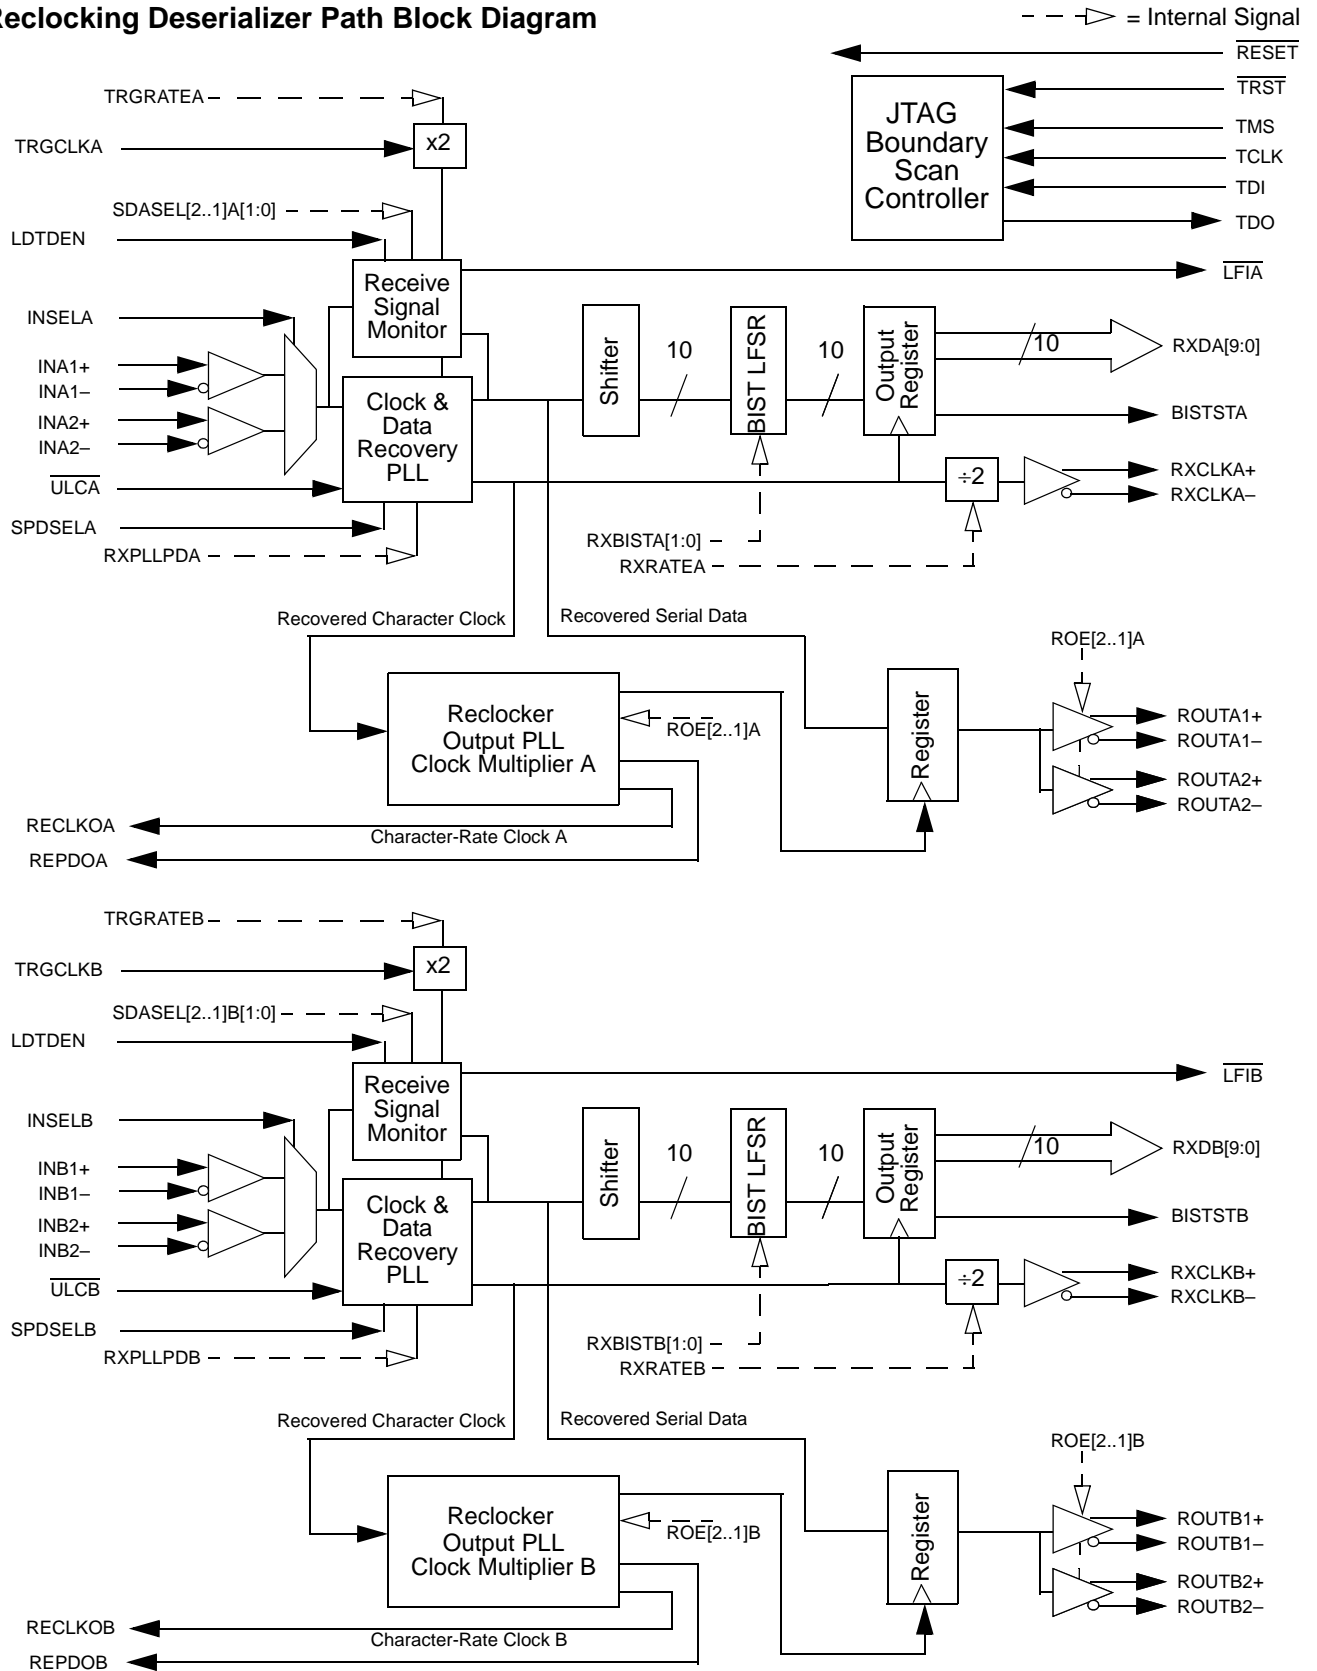 Reclocking Deserializer Path Block Diagram
= Internal Signal
RESET
TRGRATEA
TRST
JTAG
Boundary
Scan
Controller
TMS
TRGCLKA
x2
TCLK
TDI
SDASEL[2..1]A[1:0]
TDO
LDTDEN
LFIA
Receive
Signal
Monitor
INSELA
Shifter
10
BIST LFSR
10
Output
Register
10
RXDA[9:0]
INA1+
INA1–
INA2+
INA2–
Clock &
Data
Recovery
PLL
BISTSTA
ULCA
÷2
RXCLKA+
RXCLKA–
SPDSELA
RXPLLPDA
RXBISTA[1:0]
RXRATEA
Recovered Character Clock
Recovered Serial Data
ROE[2..1]A
Reclocker
Output PLL
Clock Multiplier A
ROE[2..1]A
Register
ROUTA1+
ROUTA1–
ROUTA2+
ROUTA2–
RECLKOA
Character-Rate Clock A
REPDOA
TRGRATEB
TRGCLKB
x2
SDASEL[2..1]B[1:0]
LDTDEN
LFIB
Receive
Signal
Monitor
INSELB
Shifter
10
BIST LFSR
10
Output
Register
10
RXDB[9:0]
INB1+
INB1–
INB2+
INB2–
Clock &
Data
Recovery
PLL
BISTSTB
ULCB
÷2
RXCLKB+
RXCLKB–
SPDSELB
RXPLLPDB
RXBISTB[1:0]
RXRATEB
Recovered Character Clock
Recovered Serial Data
ROE[2..1]B
Reclocker
Output PLL
Clock Multiplier B
ROE[2..1]B
Register
ROUTB1+
ROUTB1–
ROUTB2+
ROUTB2–
RECLKOB
Character-Rate Clock B
REPDOB